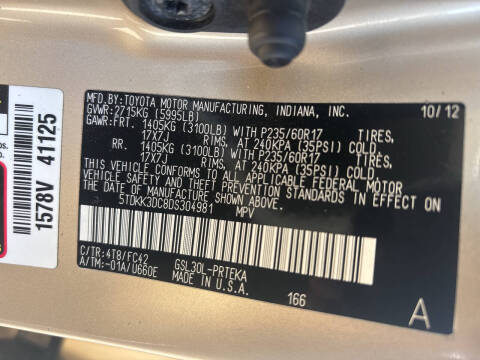 MFD.BY:TOYOTA MOTOR MANUFACTURING, INDIANA, INC. 10/12
GVWR:2715KG (5995LB)
GAWR:FRT. 1405KG (3100LB) WITH P235/60R17 TIRES,
17X7J RIMS, AT 240KPA (35PSI) COLD.
RR. 1405KG (3100LB) WITH P235/60R17 TIRES,
17X7J RIMS, AT 240KPA (35PSI) COLD.
THIS VEHICLE CONFORMS TO ALL APPLICABLE FEDERAL MOTOR
VEHICLE SAFETY AND THEFT PREVENTION STANDARDS IN EFFECT ON
THE DATE OF MANUFACTURE SHOWN ABOVE.
5TDKK3DC8DS304981 MPV
C/TR:4T8/FC42
A/TM:-01A/U660E
GSL30L-PRTEKA
MADE IN U.S.A.
166
A
1578V 41125